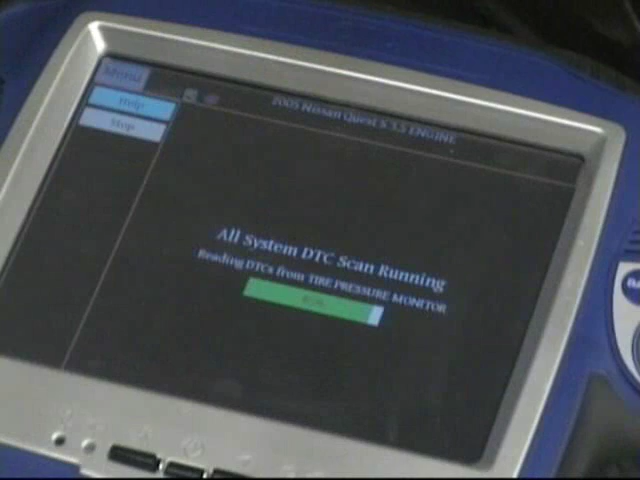 Menu
Help
Stop
2005 Nissan Quest S 3.5 ENGINE
All System DTC Scan Running
Reading DTCs from TIRE PRESSURE MONITOR